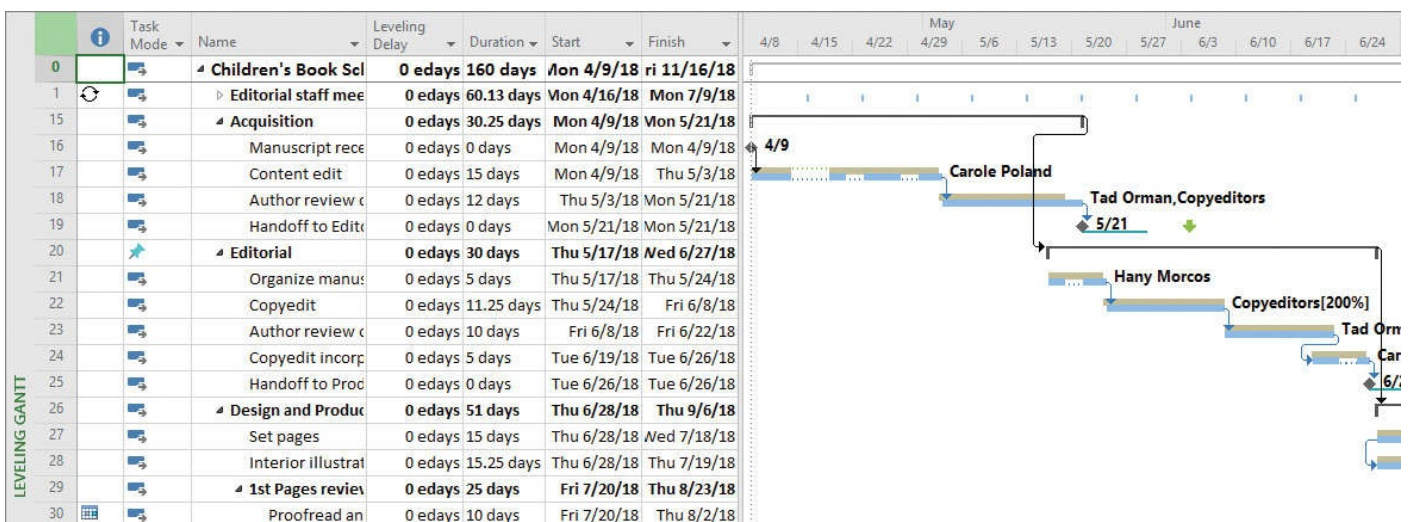 LEVELING GANTT
Task Mode Name Leveling Delay Duration Start Finish
May June
4/8 4/15 4/22 4/29 5/6 5/13 5/20 5/27 6/3 6/10 6/17 6/24
0 Children's Book Scl 0 edays 160 days Mon 4/9/18 ri 11/16/18
1 Editorial staff mee 0 edays 60.13 days Mon 4/16/18 Mon 7/9/18
15 Acquisition 0 edays 30.25 days Mon 4/9/18 Mon 5/21/18
16 Manuscript rece 0 edays 0 days Mon 4/9/18 Mon 4/9/18 4/9
17 Content edit 0 edays 15 days Mon 4/9/18 Thu 5/3/18 Carole Poland
18 Author review c 0 edays 12 days Thu 5/3/18 Mon 5/21/18 Tad Orman,Copyeditors
19 Handoff to Edito 0 edays 0 days Mon 5/21/18 Mon 5/21/18 5/21
20 Editorial 0 edays 30 days Thu 5/17/18 Wed 6/27/18
21 Organize manus 0 edays 5 days Thu 5/17/18 Thu 5/24/18 Hany Morcos
22 Copyedit 0 edays 11.25 days Thu 5/24/18 Fri 6/8/18 Copyeditors[200%]
23 Author review c 0 edays 10 days Fri 6/8/18 Fri 6/22/18 Tad Orm
24 Copyedit incorp 0 edays 5 days Tue 6/19/18 Tue 6/26/18 Car
25 Handoff to Prod 0 edays 0 days Tue 6/26/18 Tue 6/26/18 6/2
26 Design and Produc 0 edays 51 days Thu 6/28/18 Thu 9/6/18
27 Set pages 0 edays 15 days Thu 6/28/18 Wed 7/18/18
28 Interior illustrat 0 edays 15.25 days Thu 6/28/18 Thu 7/19/18
29 1st Pages review 0 edays 25 days Fri 7/20/18 Thu 8/23/18
30 Proofread an 0 edays 10 days Fri 7/20/18 Thu 8/2/18